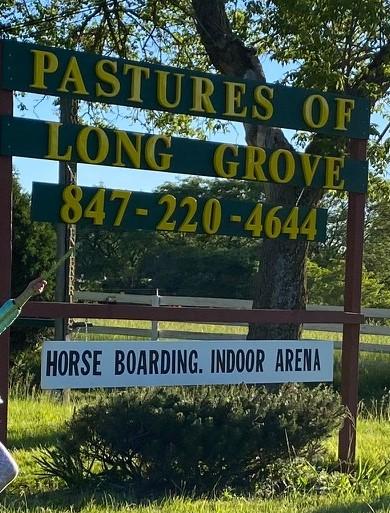 PASTURES OF
LONG GROVE
847-220-4644
HORSE BOARDING. INDOOR ARENA